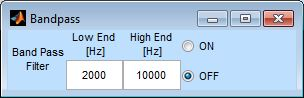 Bandpass
Low End High End
[Hz] [Hz]
ON
Band Pass
Filter
2000 10000
OFF